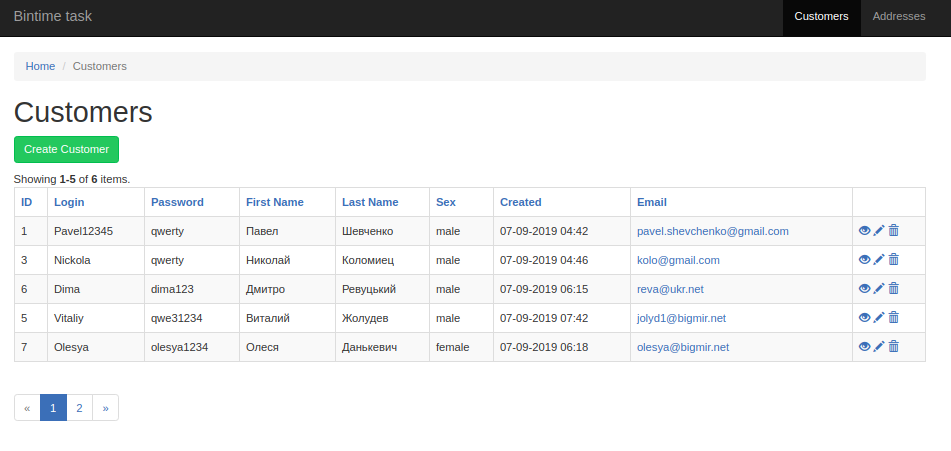 Bintime task Customers Addresses
Home / Customers
Customers
Create Customer
Showing 1-5 of 6 items.
ID Login Password First Name Last Name Sex Created Email
1 Pavel12345 qwerty Павел Шевченко male 07-09-2019 04:42 pavel.shevchenko@gmail.com
3 Nickola qwerty Николай Коломиец male 07-09-2019 04:46 kolo@gmail.com
6 Dima dima123 Дмитро Ревуцький male 07-09-2019 06:15 reva@ukr.net
5 Vitaliy qwe31234 Виталий Жолудев male 07-09-2019 07:42 jolyd1@bigmir.net
7 Olesya olesya1234 Олеся Данькевич female 07-09-2019 06:18 olesya@bigmir.net
« 1 2 »